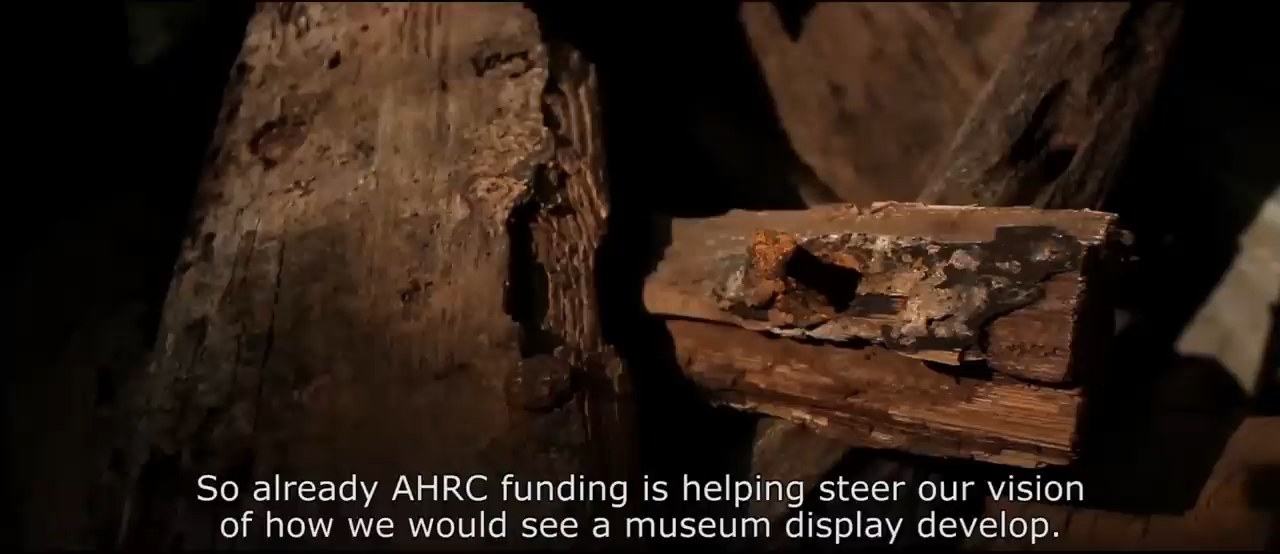 So already AHRC funding is helping steer our vision
of how we would see a museum display develop.